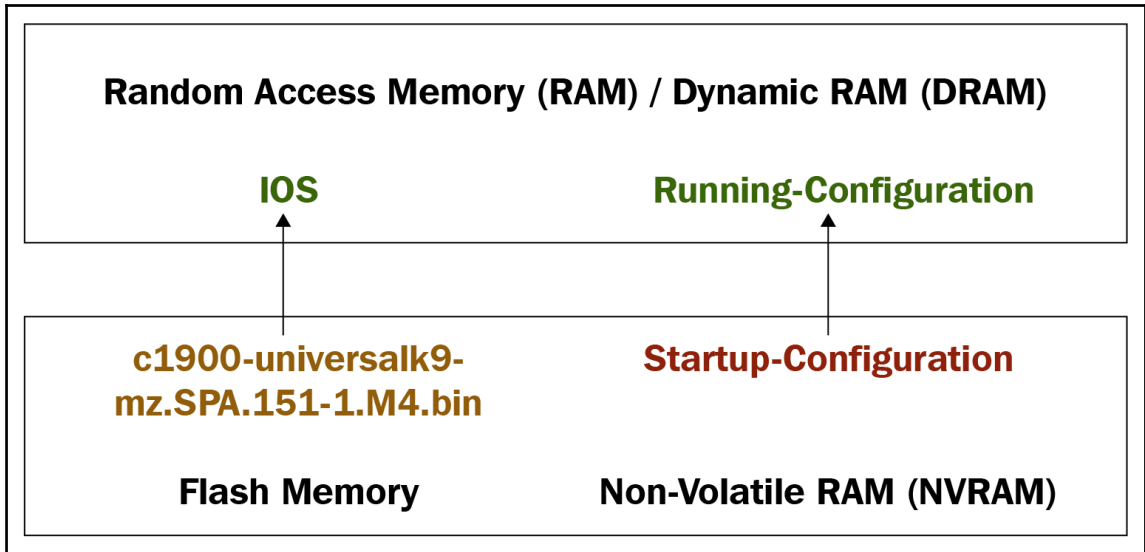 Random Access Memory (RAM) / Dynamic RAM (DRAM)
IOS
Running-Configuration
c1900-universalk9-
mz.SPA.151-1.M4.bin
Startup-Configuration
Flash Memory
Non-Volatile RAM (NVRAM)